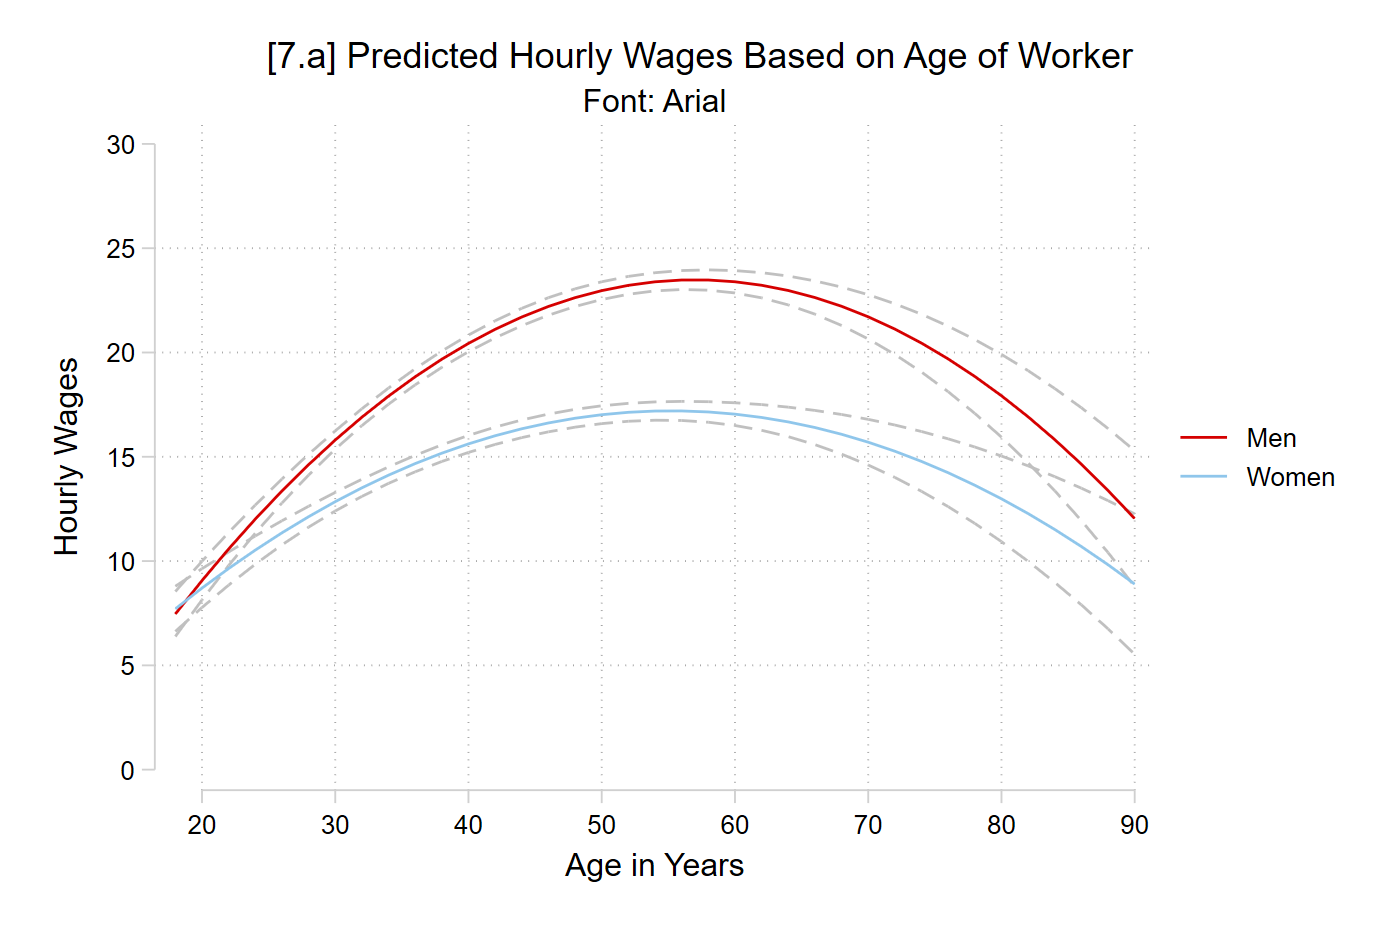 [7.a] Predicted Hourly Wages Based on Age of Worker
Font: Arial
30
25
20
15
10
5
0
Hourly Wages
20 30 40 50 60 70 80 90
Age in Years
Men
Women